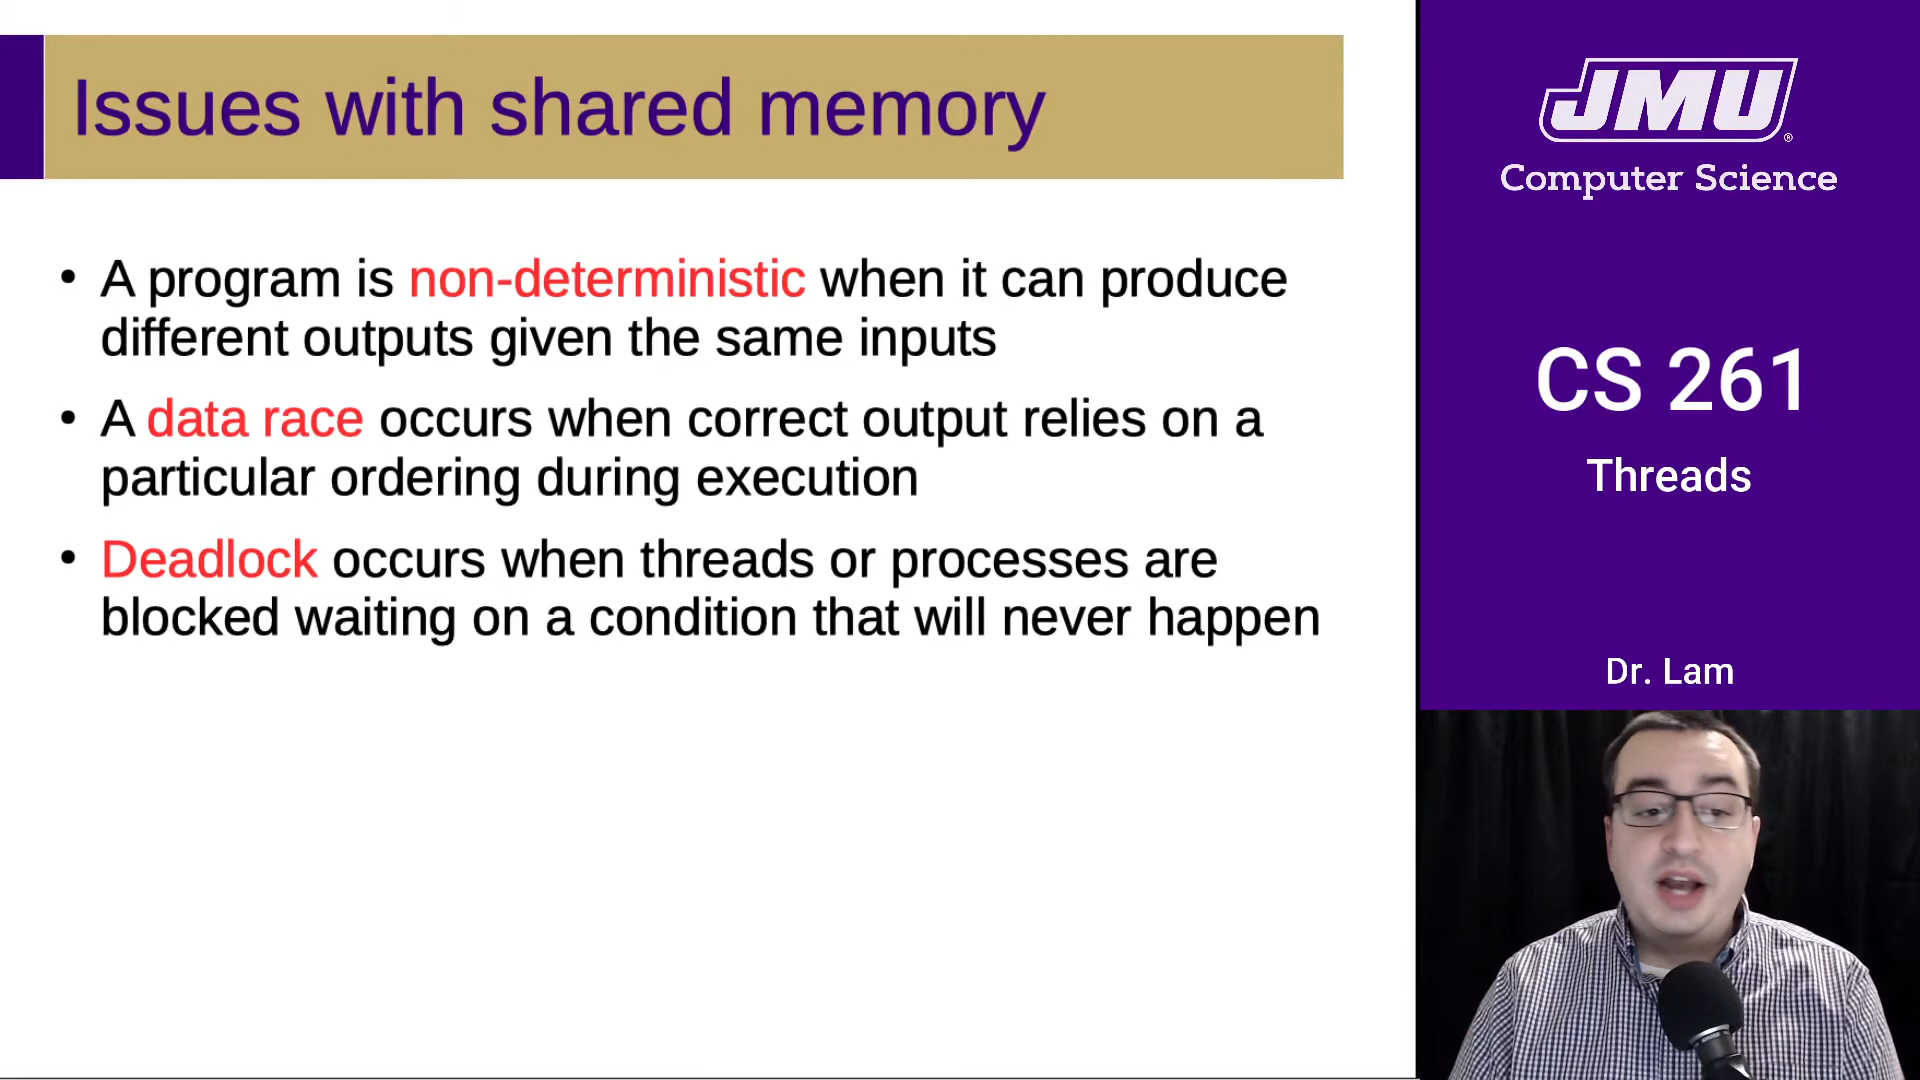 Issues with shared memory
• A program is non-deterministic when it can produce
different outputs given the same inputs
• A data race occurs when correct output relies on a
particular ordering during execution
• Deadlock occurs when threads or processes are
blocked waiting on a condition that will never happen
JMU®
Computer Science
CS 261
Threads
Dr. Lam